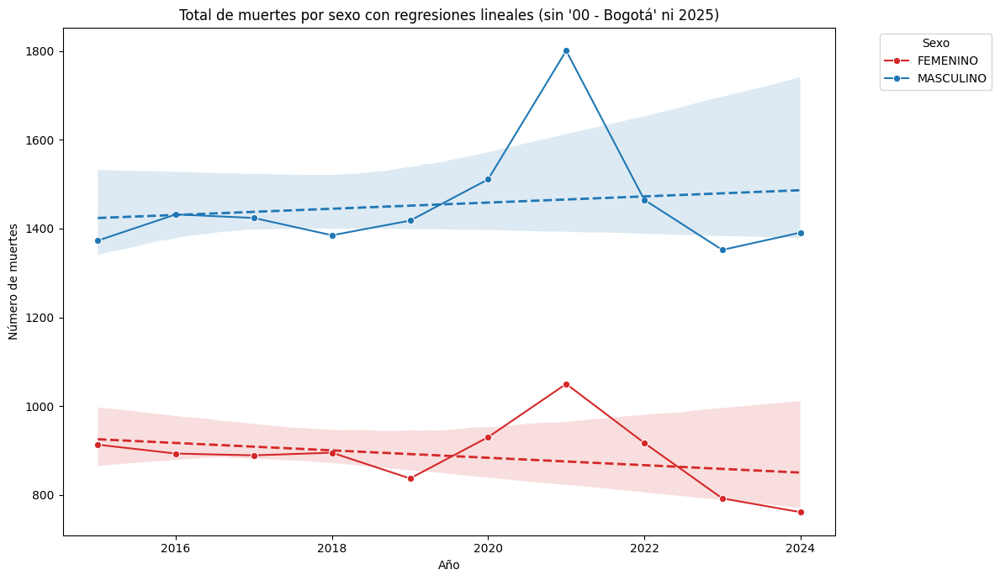 Total de muertes por sexo con regresiones lineales (sin '00 - Bogotá' ni 2025)
Sexo
FEMENINO
MASCULINO
Número de muertes
1800
1600
1400
1200
1000
800
2016
2018
2020
2022
2024
Año